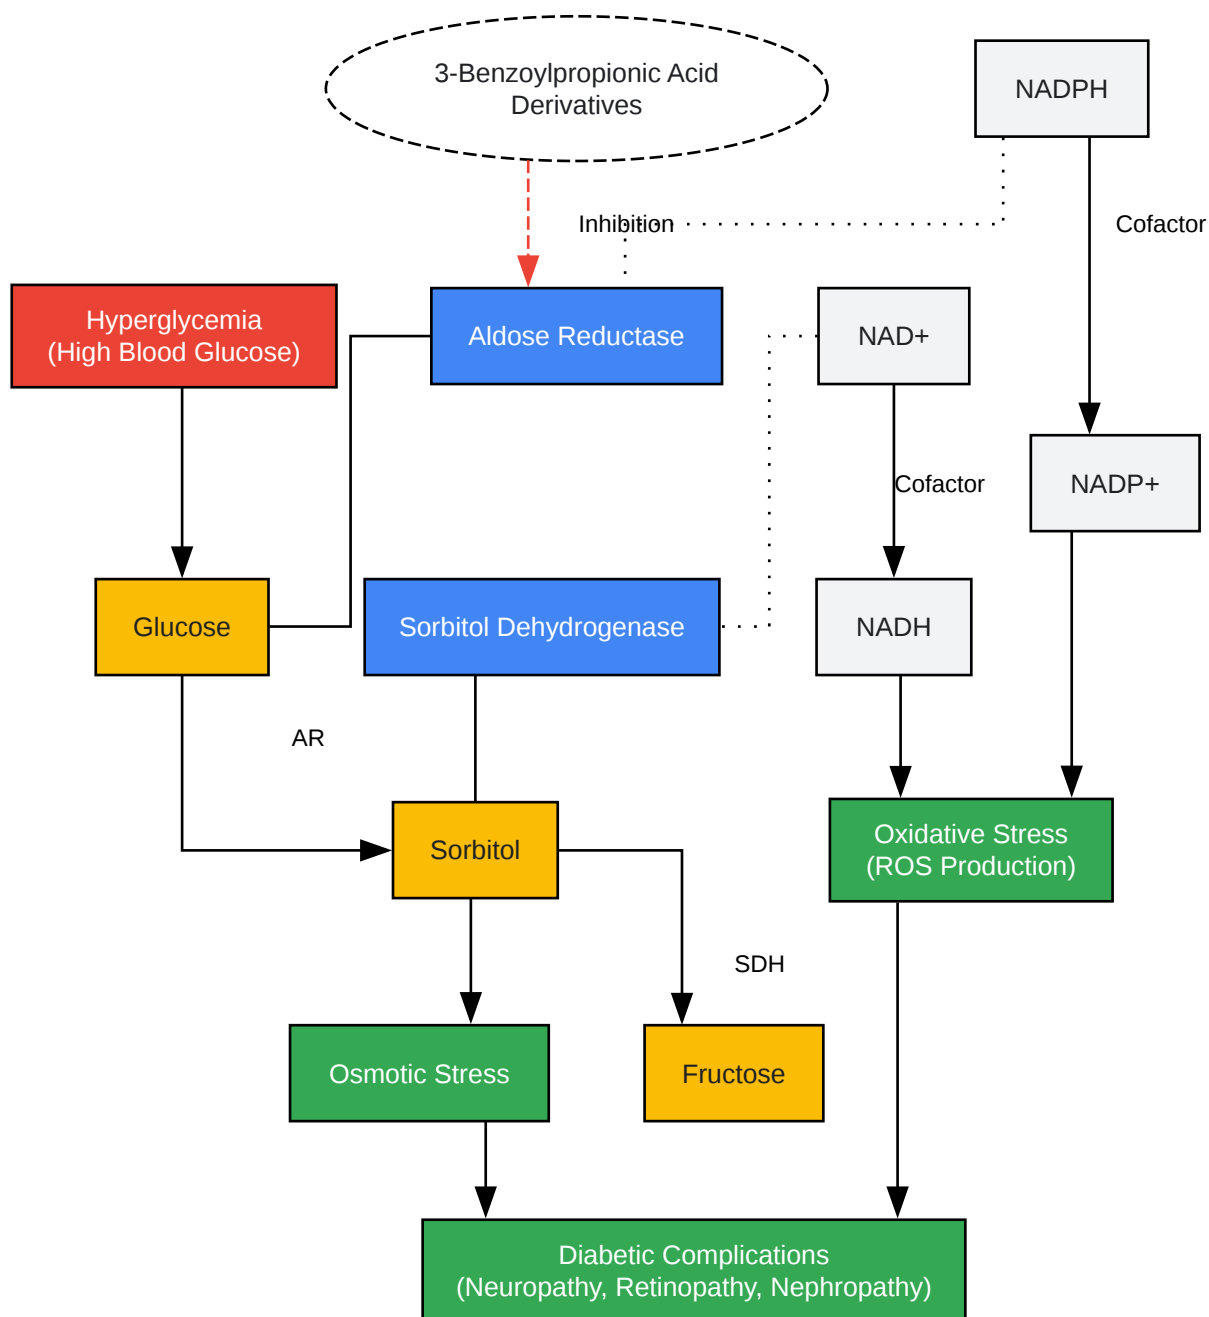 3-Benzoylpropionic Acid
Derivatives
NADPH
Inhibition
Cofactor
Hyperglycemia
(High Blood Glucose)
Aldose Reductase
NAD+
Cofactor
NADP+
Glucose
Sorbitol Dehydrogenase
NADH
AR
Sorbitol
Oxidative Stress
(ROS Production)
SDH
Osmotic Stress
Fructose
Diabetic Complications
(Neuropathy, Retinopathy, Nephropathy)